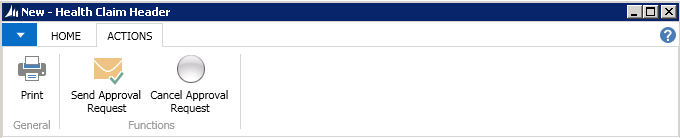 New - Health Claim Header
HOME ACTIONS
Print Send Approval Request Cancel Approval Request
General Functions